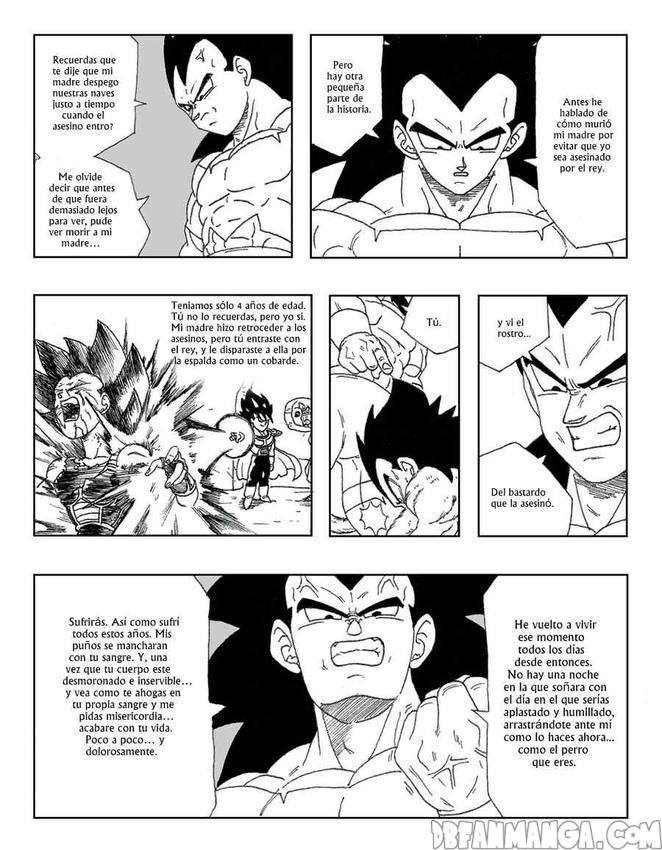 Antes he
hablado de
cómo murió
mi madre por
evitar que yo
sea asesinado
por el rey.
Pero
hay otra
pequeña
parte de
la historia.
Recuerdas que
te dije que mi
madre despego
nuestras naves
justo a tiempo
cuando el
asesino entro?
Me olvide
decir que antes
de que fuera
demasiado lejos
para ver, pude
ver morir a mi
madre...
y vi el
rostro...
Del bastardo
que la asesinó.
Tú.
Teniamos sólo 4 años de edad.
Tú no lo recuerdas, pero yo si.
Mi madre hizo retroceder a los
asesinos, pero tú entraste con
el rey, y le disparaste a ella por
la espalda como un cobarde.
He vuelto a vivir
ese momento
todos los días
desde entonces.
No hay una noche
en la que soñara con
el día en el que serías
aplastado y humillado,
arrastrándote ante mí
como lo haces ahora...
como el perro
que eres.
Sufrirás. Así como sufrí
todos estos años. Mis
puños se mancharan
con tu sangre. Y, una
vez que tu cuerpo este
desmoronado e inservible...
y vea como te ahogas en
tu propia sangre y me
pidas misericordia...
acabare con tu vida.
Poco a poco... y
dolorosamente.
DBFANMANGA.COM